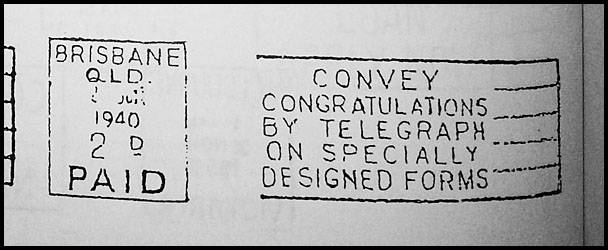 BRISBANE
QLD.
1940
2 D
PAID
CONVEY
CONGRATULATIONS
BY TELEGRAPH
ON SPECIALLY
DESIGNED FORMS